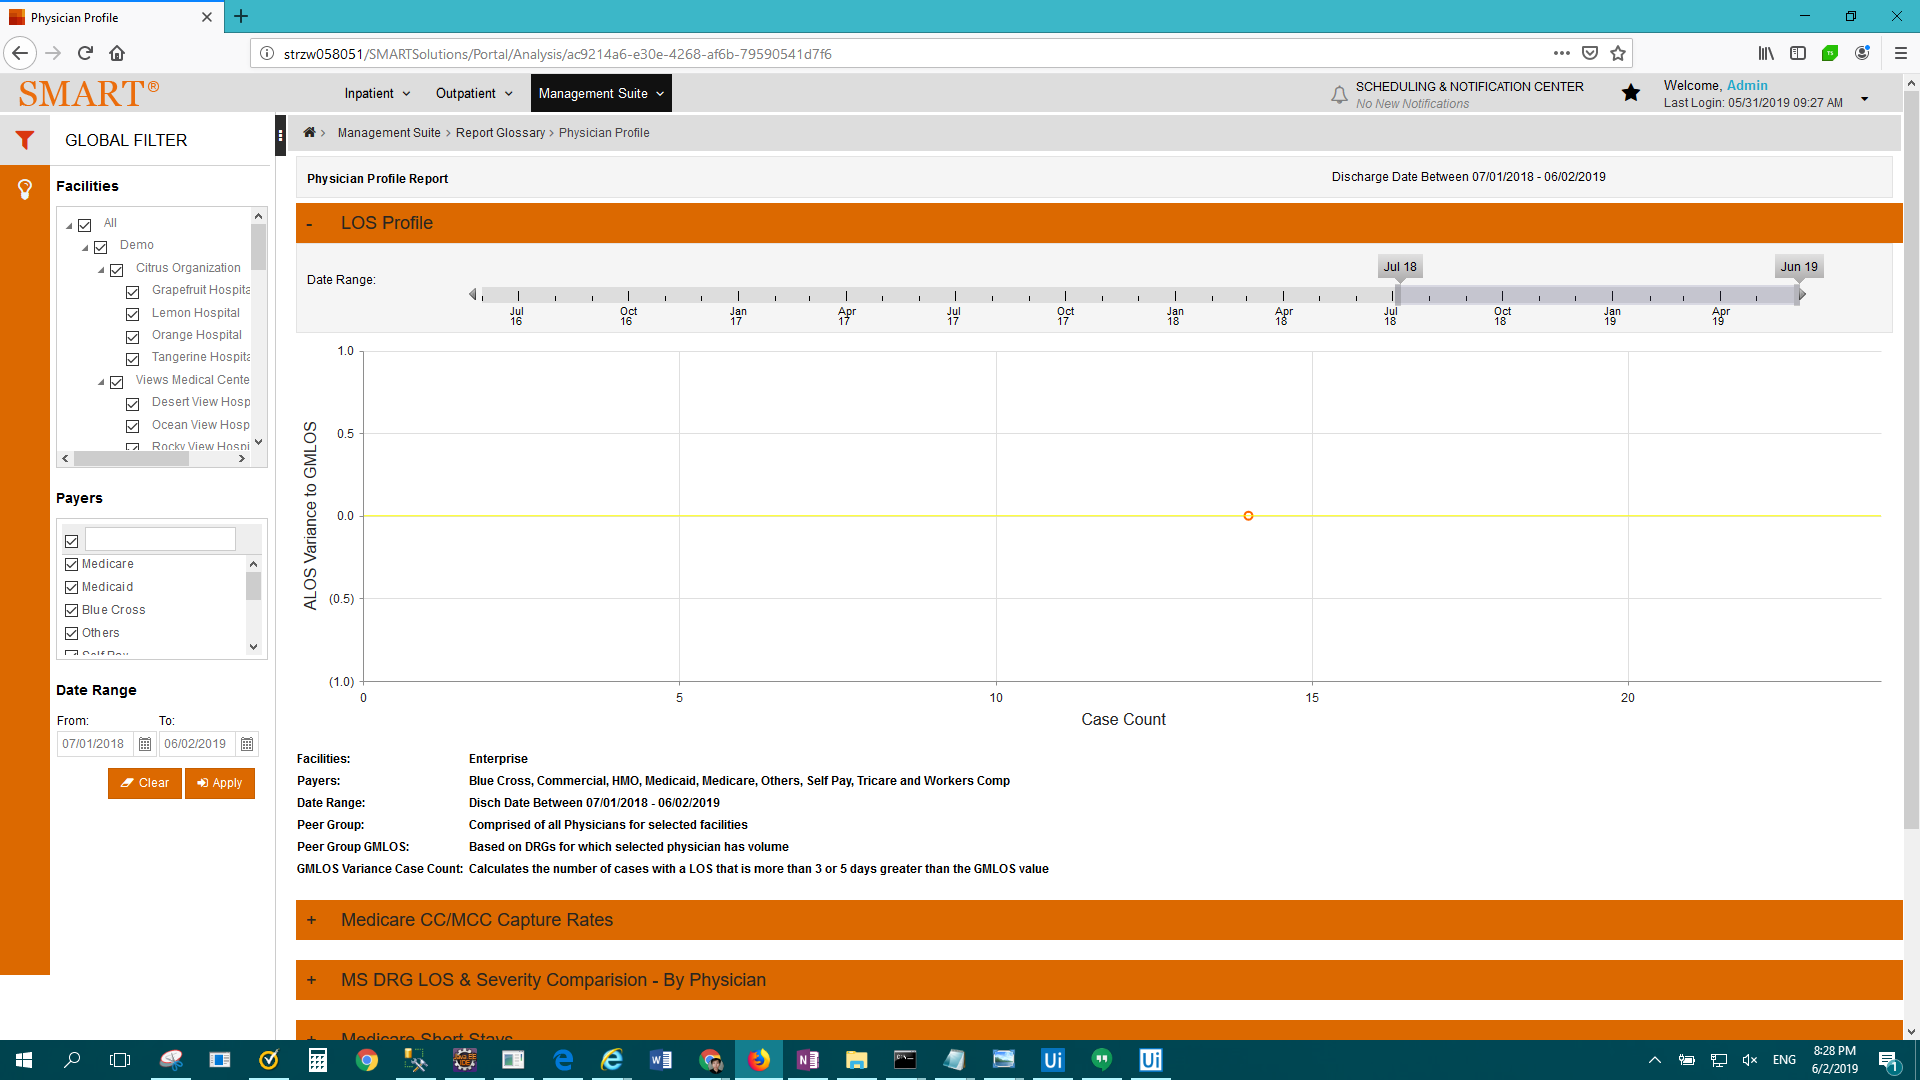 Physician Profile
strzw058051/SMARTSolutions/Portal/Analysis/ac9214a6-e30e-4268-af6b-79590541d7f6
SMART®
Inpatient
Outpatient
Management Suite
SCHEDULING & NOTIFICATION CENTER
No New Notifications
Welcome, Admin
Last Login: 05/31/2019 09:27 AM
GLOBAL FILTER
Management Suite > Report Glossary > Physician Profile
Facilities
All
Demo
Citrus Organization
Grapefruit Hospita
Lemon Hospital
Orange Hospital
Tangerine Hospita
Views Medical Cente
Desert View Hosp
Ocean View Hosp
Rocky View Hospi
Payers
Medicare
Medicaid
Blue Cross
Others
Self Pay
Date Range
From: To:
07/01/2018 06/02/2019
Clear Apply
Physician Profile Report
Discharge Date Between 07/01/2018 - 06/02/2019
- LOS Profile
Date Range:
Jul 18 Jun 19
Jul Oct Jan Apr Jul Oct Jan Apr Jul Oct Jan Apr
16 16 17 17 17 17 18 18 18 18 19 19
ALOS Variance to GMLOS
1.0
0.5
0.0
(0.5)
(1.0)
0 5 10 15 20
Case Count
Facilities: Enterprise
Payers: Blue Cross, Commercial, HMO, Medicaid, Medicare, Others, Self Pay, Tricare and Workers Comp
Date Range: Disch Date Between 07/01/2018 - 06/02/2019
Peer Group: Comprised of all Physicians for selected facilities
Peer Group GMLOS: Based on DRGs for which selected physician has volume
GMLOS Variance Case Count: Calculates the number of cases with a LOS that is more than 3 or 5 days greater than the GMLOS value
+ Medicare CC/MCC Capture Rates
+ MS DRG LOS & Severity Comparision - By Physician
+ Medicare Short Stays
ENG
8:28 PM
6/2/2019
1